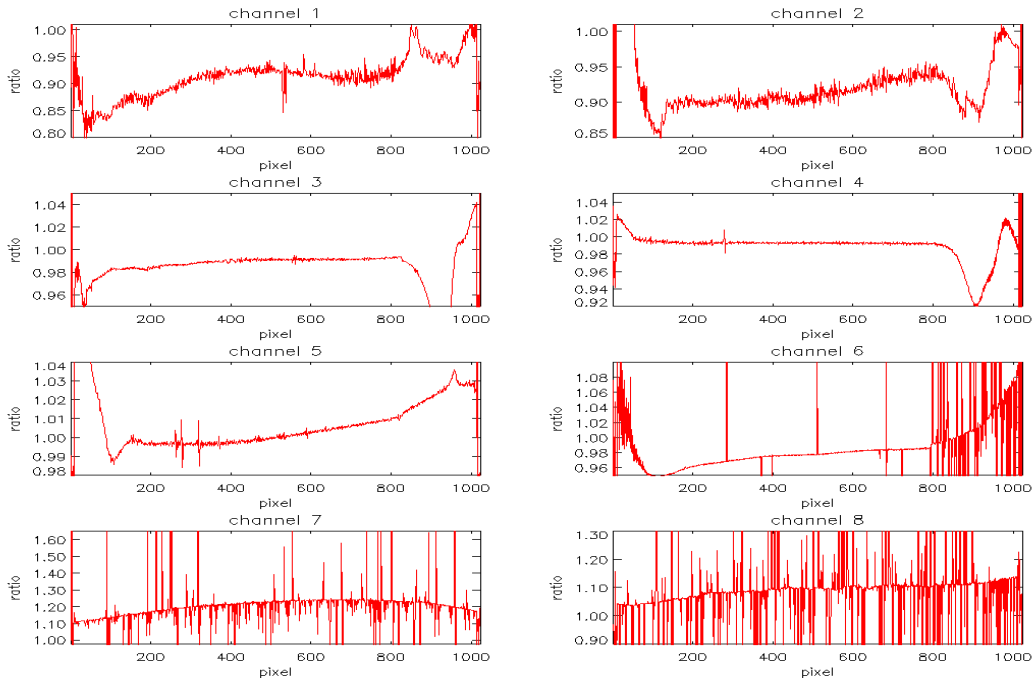 channel 1
1.00
0.95
0.90
0.85
0.80
ratio
200 400 600 800 1000
pixel
channel 2
1.00
0.95
0.90
0.85
ratio
200 400 600 800 1000
pixel
channel 3
1.04
1.02
1.00
0.98
0.96
ratio
200 400 600 800 1000
pixel
channel 4
1.04
1.02
1.00
0.98
0.96
0.94
0.92
ratio
200 400 600 800 1000
pixel
channel 5
1.04
1.03
1.02
1.01
1.00
0.99
0.98
ratio
200 400 600 800 1000
pixel
channel 6
1.08
1.06
1.04
1.02
1.00
0.98
0.96
ratio
200 400 600 800 1000
pixel
channel 7
1.60
1.50
1.40
1.30
1.20
1.10
1.00
ratio
200 400 600 800 1000
pixel
channel 8
1.30
1.20
1.10
1.00
0.90
ratio
200 400 600 800 1000
pixel